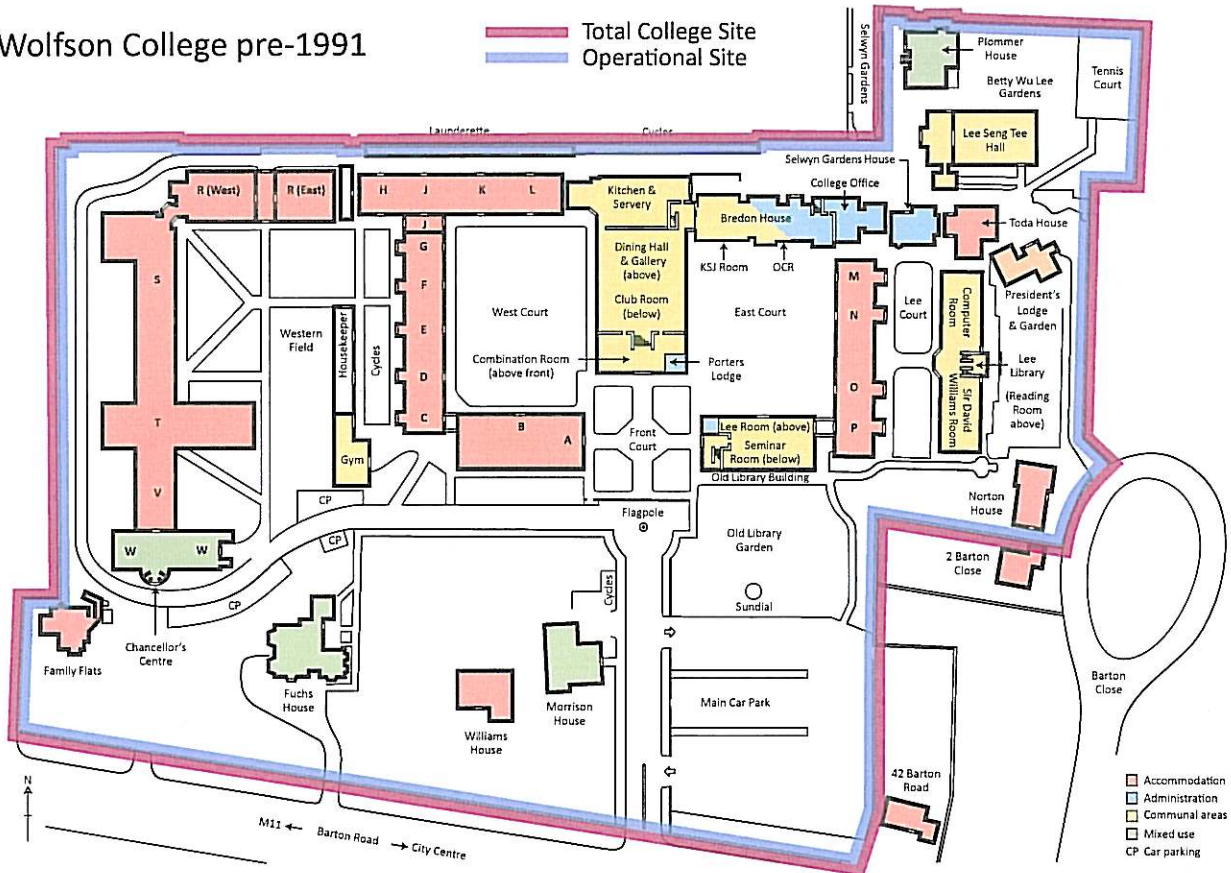 Wolfson College pre-1991
Total College Site
Operational Site
Selwyn Gardens
Plommer
House
Betty Wu Lee
Gardens
Tennis
Court
Launderette
Cycles
Lee Seng Tee
Hall
Selwyn Gardens House
College Office
R (West)
R (East)
H
J
K
L
Kitchen &
Servery
Bredon House
Toda House
J
G
F
E
D
C
S
T
V
W
W
Dining Hall
& Gallery
(above)
Club Room
(below)
KSJ Room
OCR
M
N
O
P
Lee
Court
Computer
Room
President's
Lodge
& Garden
West Court
East Court
Western
Field
Housekeeper
Cycles
Combination Room
(above front)
Porters
Lodge
Lee
Library
(Reading
Room
above)
Sir David
Williams Room
B
A
Front
Court
Lee Room (above)
Seminar
Room (below)
Old Library Building
Gym
CP
CP
CP
Flagpole
Old Library
Garden
Sundial
Norton
House
2 Barton
Close
Cycles
Family Flats
Chancellor's
Centre
Fuchs
House
Williams
House
Morrison
House
Main Car Park
Barton
Close
42 Barton
Road
N
M11
Barton Road
City Centre
Accommodation
Administration
Communal areas
Mixed use
CP Car parking